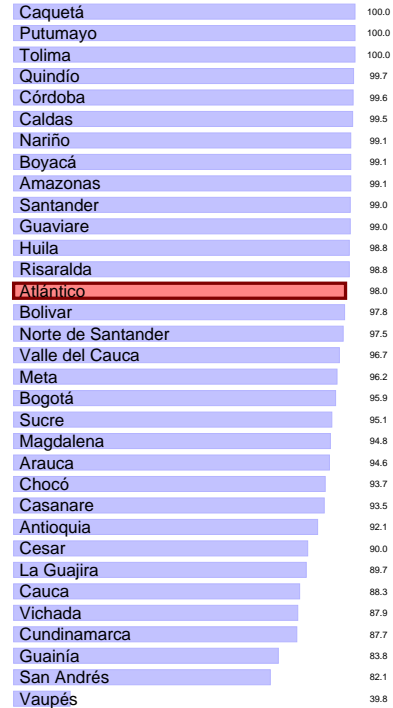 Caquetá 100.0
Putumayo 100.0
Tolima 100.0
Quindío 99.7
Córdoba 99.6
Caldas 99.5
Nariño 99.1
Boyacá 99.1
Amazonas 99.1
Santander 99.0
Guaviare 99.0
Huila 98.8
Risaralda 98.8
Atlántico 98.0
Bolivar 97.8
Norte de Santander 97.5
Valle del Cauca 96.7
Meta 96.2
Bogotá 95.9
Sucre 95.1
Magdalena 94.8
Arauca 94.6
Chocó 93.7
Casanare 93.5
Antioquia 92.1
Cesar 90.0
La Guajira 89.7
Cauca 88.3
Vichada 87.9
Cundinamarca 87.7
Guainía 83.8
San Andrés 82.1
Vaupés 39.8